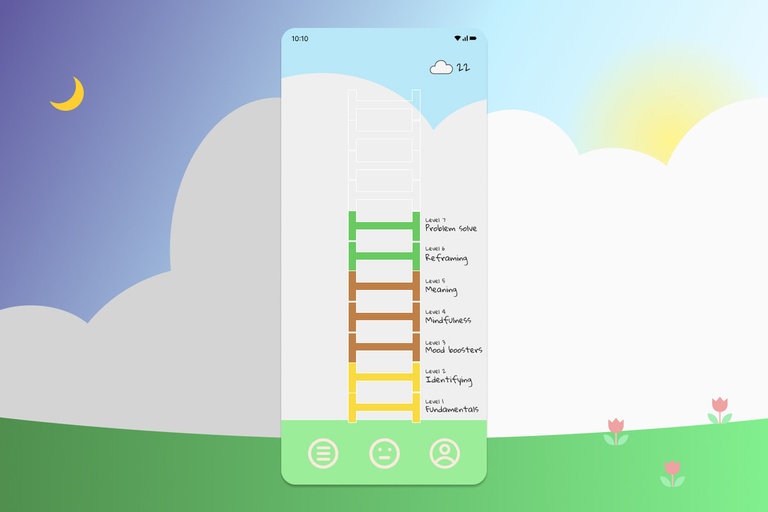 10:10
22
Level 7
Problem solve
Level 6
Reframing
Level 5
Meaning
Level 4
Mindfulness
Level 3
Mood boosters
Level 2
Identifying
Level 1
Fundamentals